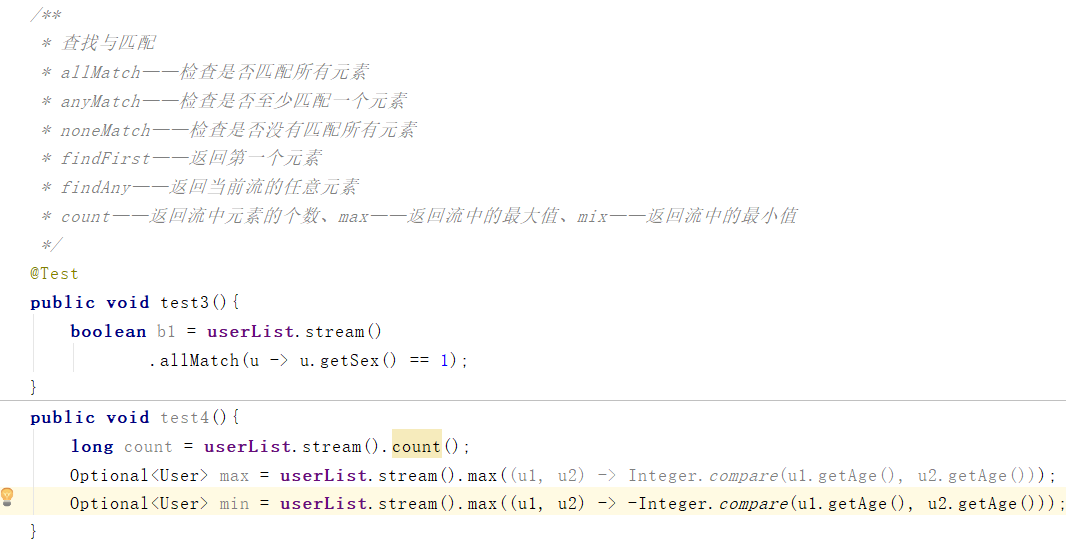 /**
 * 查找与匹配
 * allMatch——检查是否匹配所有元素
 * anyMatch——检查是否至少匹配一个元素
 * noneMatch——检查是否没有匹配所有元素
 * findFirst——返回第一个元素
 * findAny——返回当前流的任意元素
 * count——返回流中元素的个数、max——返回流中的最大值、mix——返回流中的最小值
 */
@Test
public void test3(){
    boolean b1 = userList.stream()
            .allMatch(u -> u.getSex() == 1);
}
public void test4(){
    long count = userList.stream().count();
    Optional<User> max = userList.stream().max((u1, u2) -> Integer.compare(u1.getAge(), u2.getAge()));
    Optional<User> min = userList.stream().max((u1, u2) -> -Integer.compare(u1.getAge(), u2.getAge()));
}